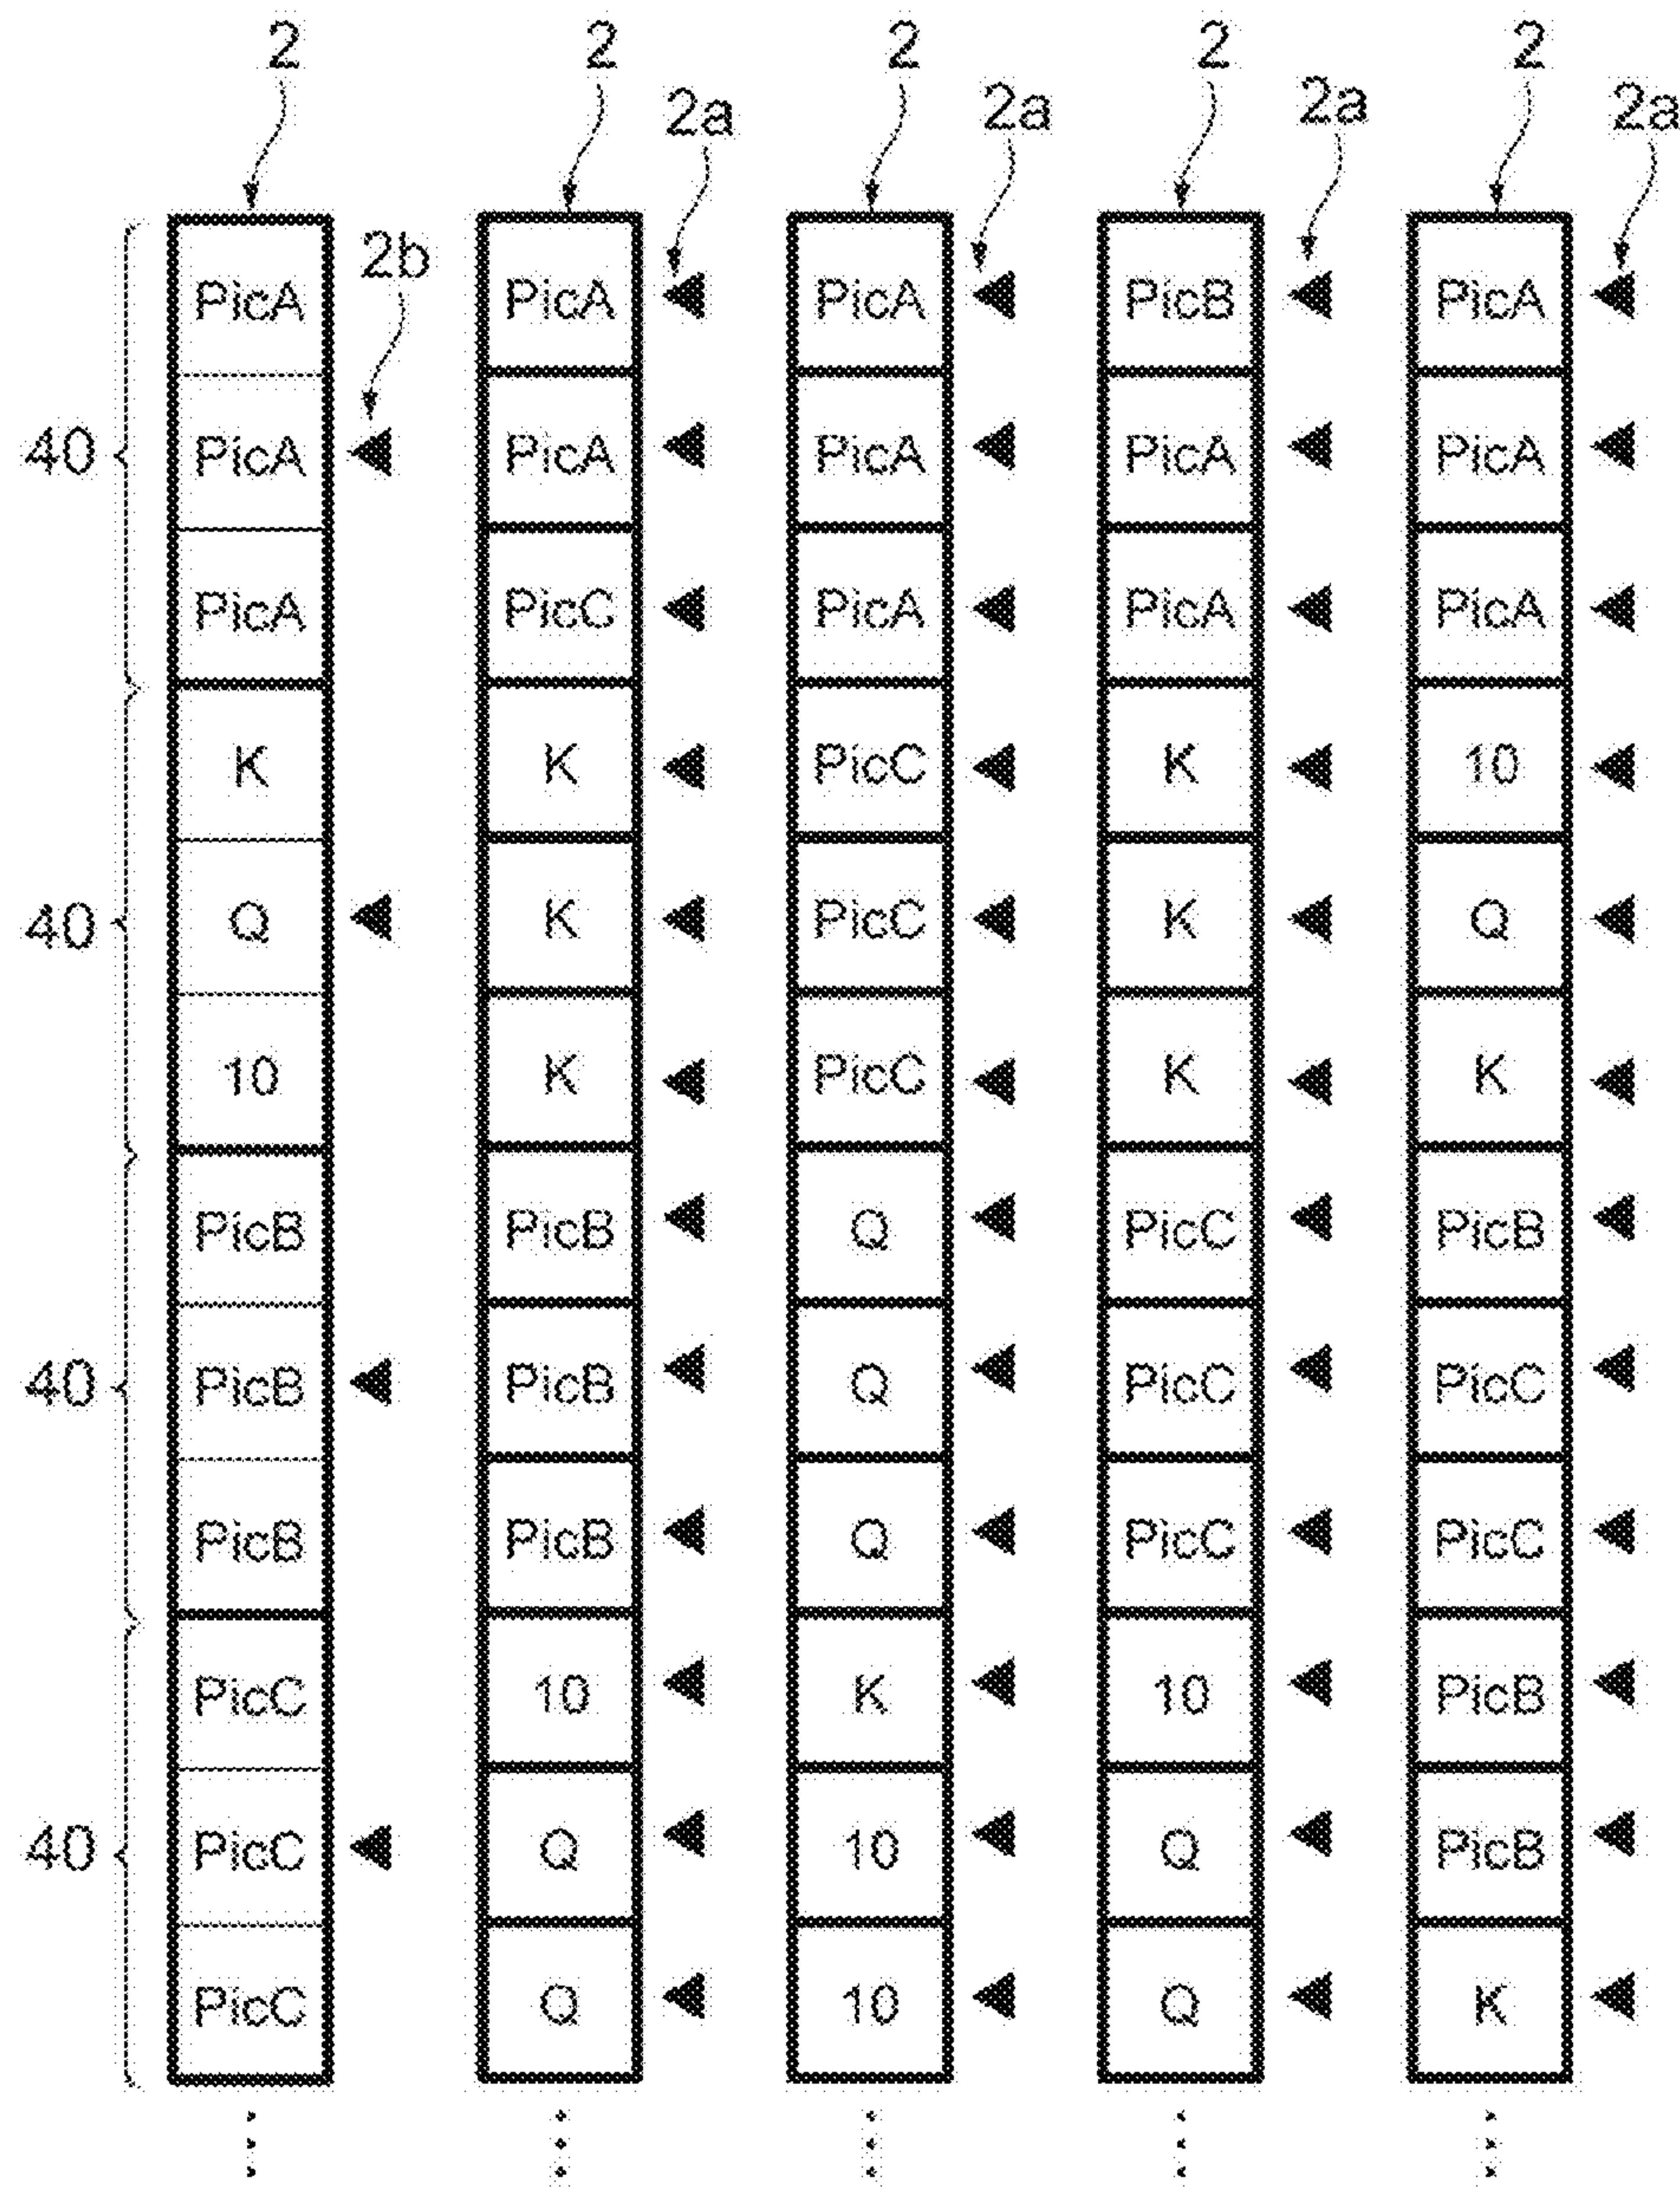 2 2 2 2 2
2a 2a 2a 2a
2b
PicA PicA PicA PicB PicA
40 PicA PicA PicA PicA PicA
PicA PicC PicA PicA PicA
K K PicC K 10
40 Q K PicC K Q
10 K PicC K K
PicB PicB Q PicC PicB
40 PicB PicB Q PicC PicC
PicB PicB Q PicC PicC
PicC 10 K 10 PicB
40 PicC Q 10 Q PicB
PicC Q 10 Q K